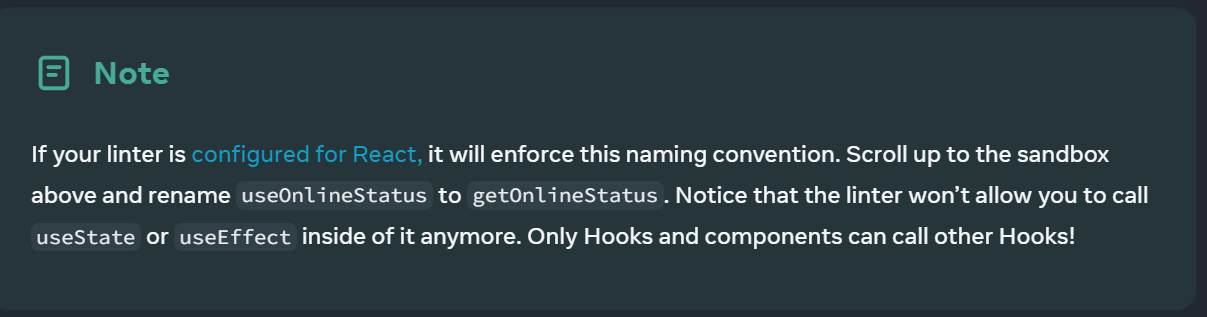 Note
If your linter is configured for React, it will enforce this naming convention. Scroll up to the sandbox
above and rename useOnlineStatus to getOnlineStatus. Notice that the linter won’t allow you to call
useState or useEffect inside of it anymore. Only Hooks and components can call other Hooks!